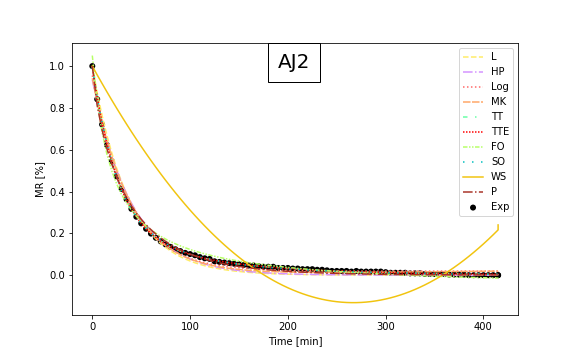 AJ2
MR [%]
1.0
0.8
0.6
0.4
0.2
0.0
0
100
200
300
400
Time [min]
L
HP
Log
MK
TT
TTE
FO
SO
WS
P
Exp